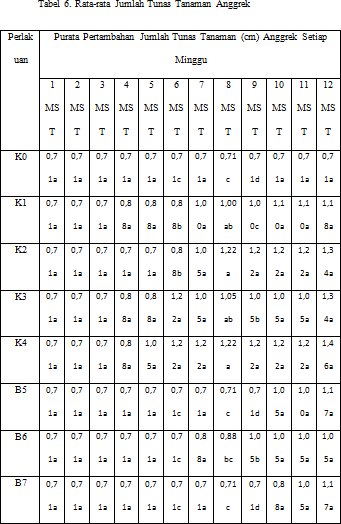 Tabel 6. Rata-rata Jumlah Tunas Tanaman Anggrek
Perlak Purata Pertambahan Jumlah Tunas Tanaman (cm) Anggrek Setiap
uan Minggu
1 2 3 4 5 6 7 8 9 10 11 12
MS MS MS MS MS MS MS MS MS MS MS MS
T T T T T T T T T T T T
K0 0,7 0,7 0,7 0,7 0,7 0,7 0,7 0,71 0,7 0,7 0,7 0,7
1a 1a 1a 1a 1a 1c 1a c 1d 1a 1a 1a
K1 0,7 0,7 0,7 0,8 0,8 0,8 1,0 1,00 1,0 1,1 1,1 1,1
1a 1a 1a 8a 8a 8b 0a ab 0c 0a 0a 8a
K2 0,7 0,7 0,7 0,7 0,7 0,8 1,0 1,22 1,2 1,2 1,2 1,3
1a 1a 1a 1a 1a 8b 5a a 2a 2a 2a 4a
K3 0,7 0,7 0,7 0,8 0,8 1,2 1,0 1,05 1,0 1,0 1,0 1,3
1a 1a 1a 8a 8a 2a 5a ab 5b 5a 5a 4a
K4 0,7 0,7 0,7 0,8 1,0 1,2 1,2 1,22 1,2 1,2 1,2 1,4
1a 1a 1a 8a 5a 2a 2a a 2a 2a 2a 6a
B5 0,7 0,7 0,7 0,7 0,7 0,7 0,7 0,71 0,7 1,0 1,0 1,1
1a 1a 1a 1a 1a 1c 1a c 1d 5a 0a 7a
B6 0,7 0,7 0,7 0,7 0,7 0,7 0,8 0,88 1,0 1,0 1,0 1,0
1a 1a 1a 1a 1a 1c 8a bc 5b 5a 5a 5a
B7 0,7 0,7 0,7 0,7 0,7 0,7 0,7 0,71 0,7 0,8 1,0 1,1
1a 1a 1a 1a 1a 1c 1a c 1d 8a 5a 7a